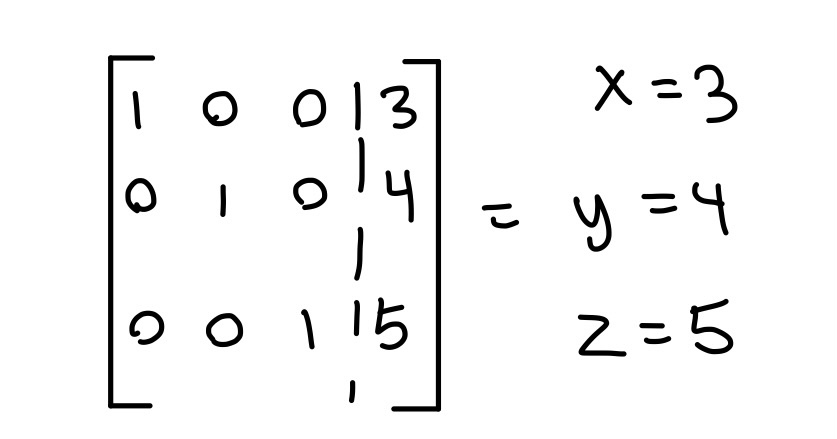 1 0 0 | 3 x = 3
0 1 0 | 4 = y = 4
0 0 1 | 5 z = 5